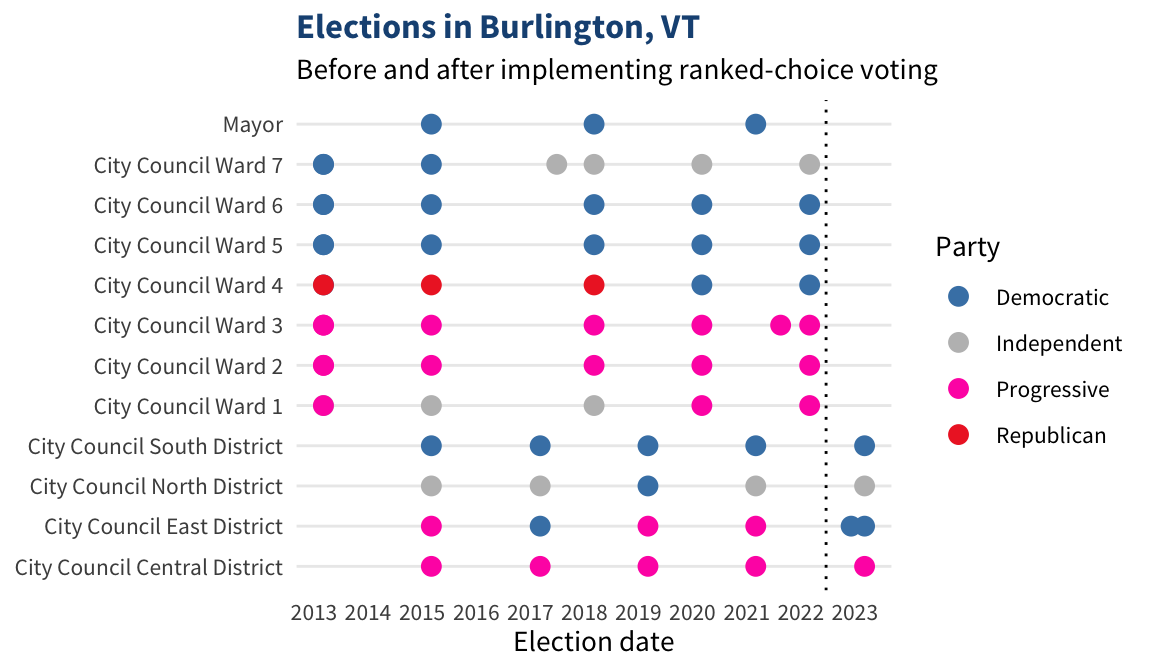 Elections in Burlington, VT
Before and after implementing ranked-choice voting
Mayor
City Council Ward 7
City Council Ward 6
City Council Ward 5
City Council Ward 4
City Council Ward 3
City Council Ward 2
City Council Ward 1
City Council South District
City Council North District
City Council East District
City Council Central District
2013 2014 2015 2016 2017 2018 2019 2020 2021 2022 2023
Election date
Party
Democratic
Independent
Progressive
Republican